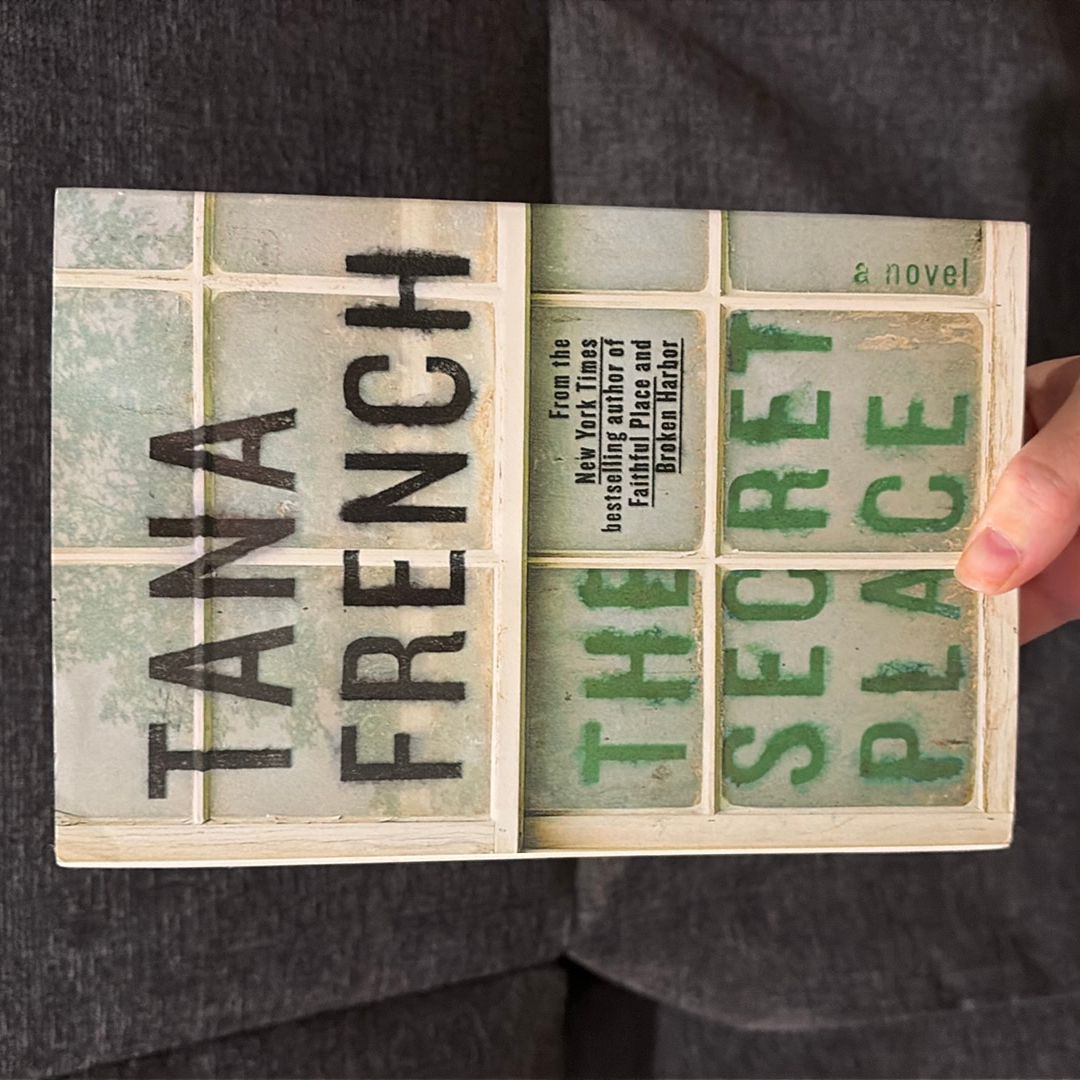 TANA
FRENCH
From the
New York Times
bestselling author of
Faithful Place and
Broken Harbor
THE
SECRET
PLACE
a novel